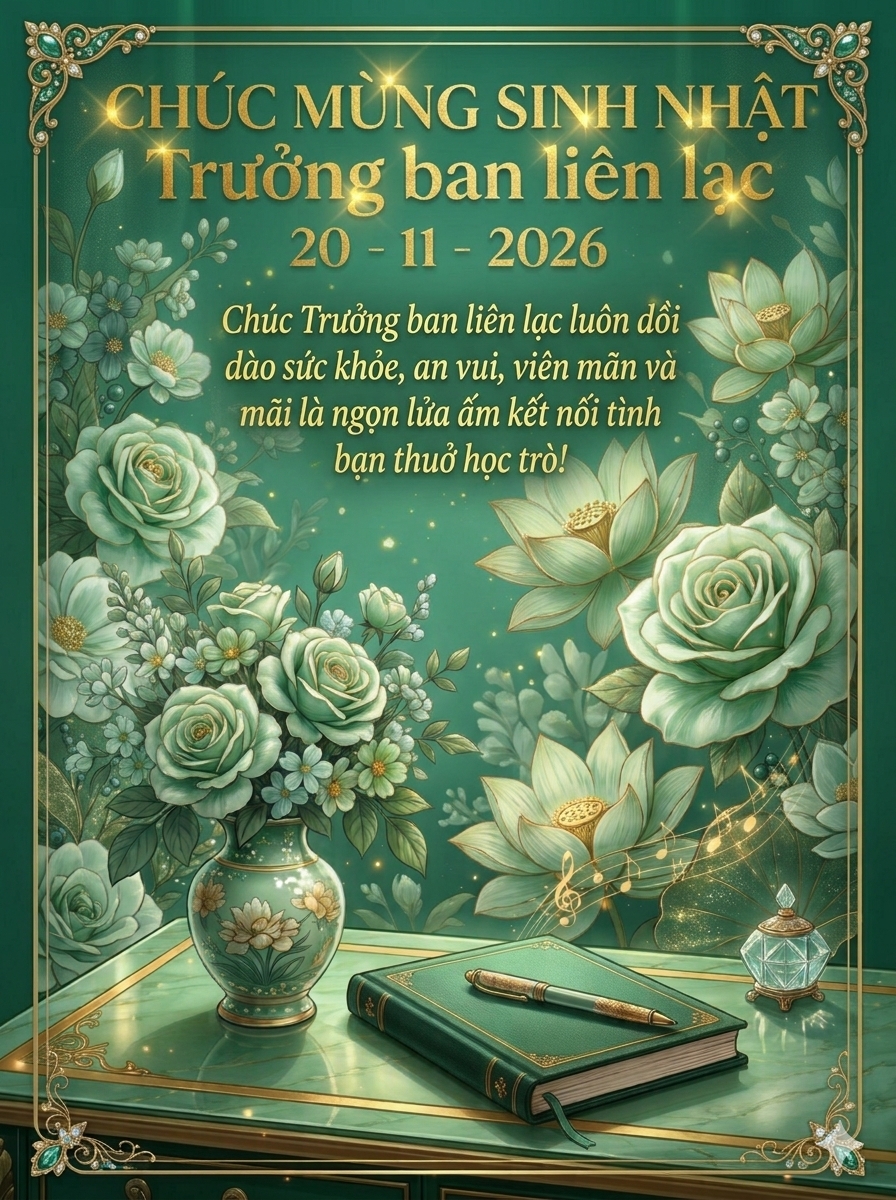 CHÚC MỪNG SINH NHẬT
Trưởng ban liên lạc
20 - 11 - 2026
Chúc Trưởng ban liên lạc luôn dồi
dào sức khỏe, an vui, viên mãn và
mãi là ngọn lửa ấm kết nối tình
bạn thuở học trò!